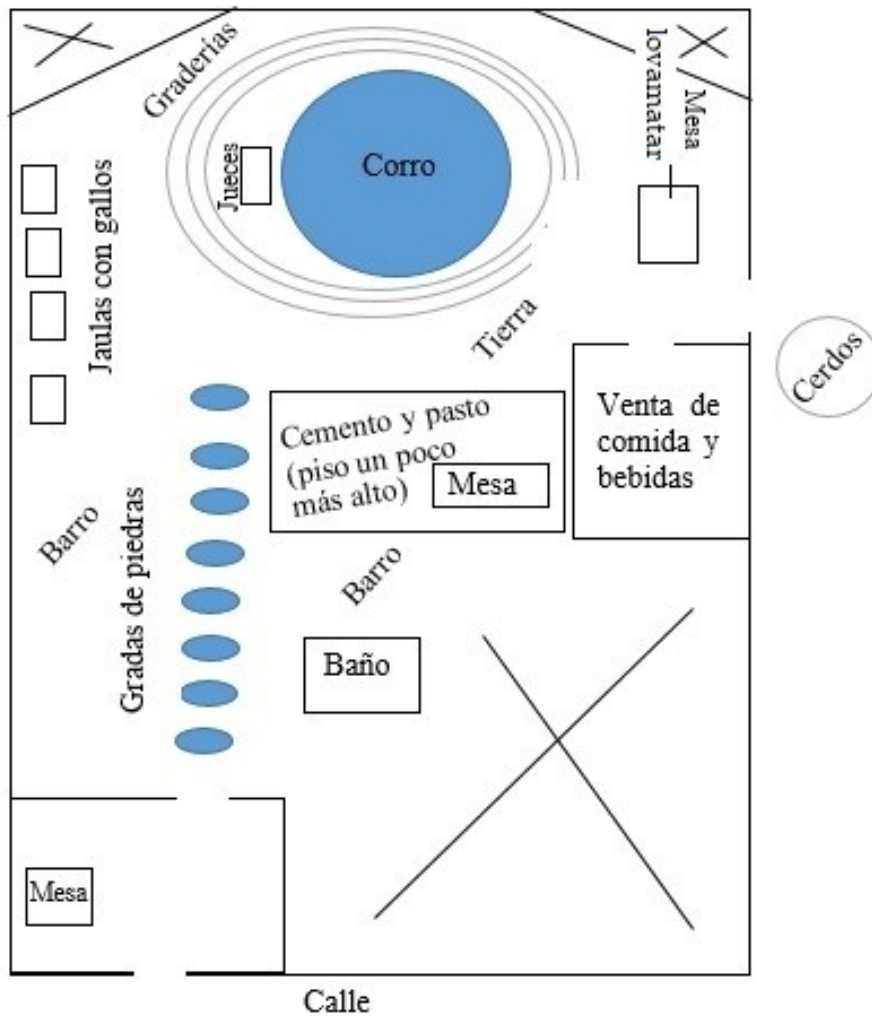 Graderías
Mesa
lovamatar
Jueces
Corro
Jaulas con gallos
Tierra
Cerdos
Cemento y pasto
(piso un poco
más alto)
Mesa
Venta de
comida y
bebidas
Barro
Gradas de piedras
Barro
Baño
Mesa
Calle